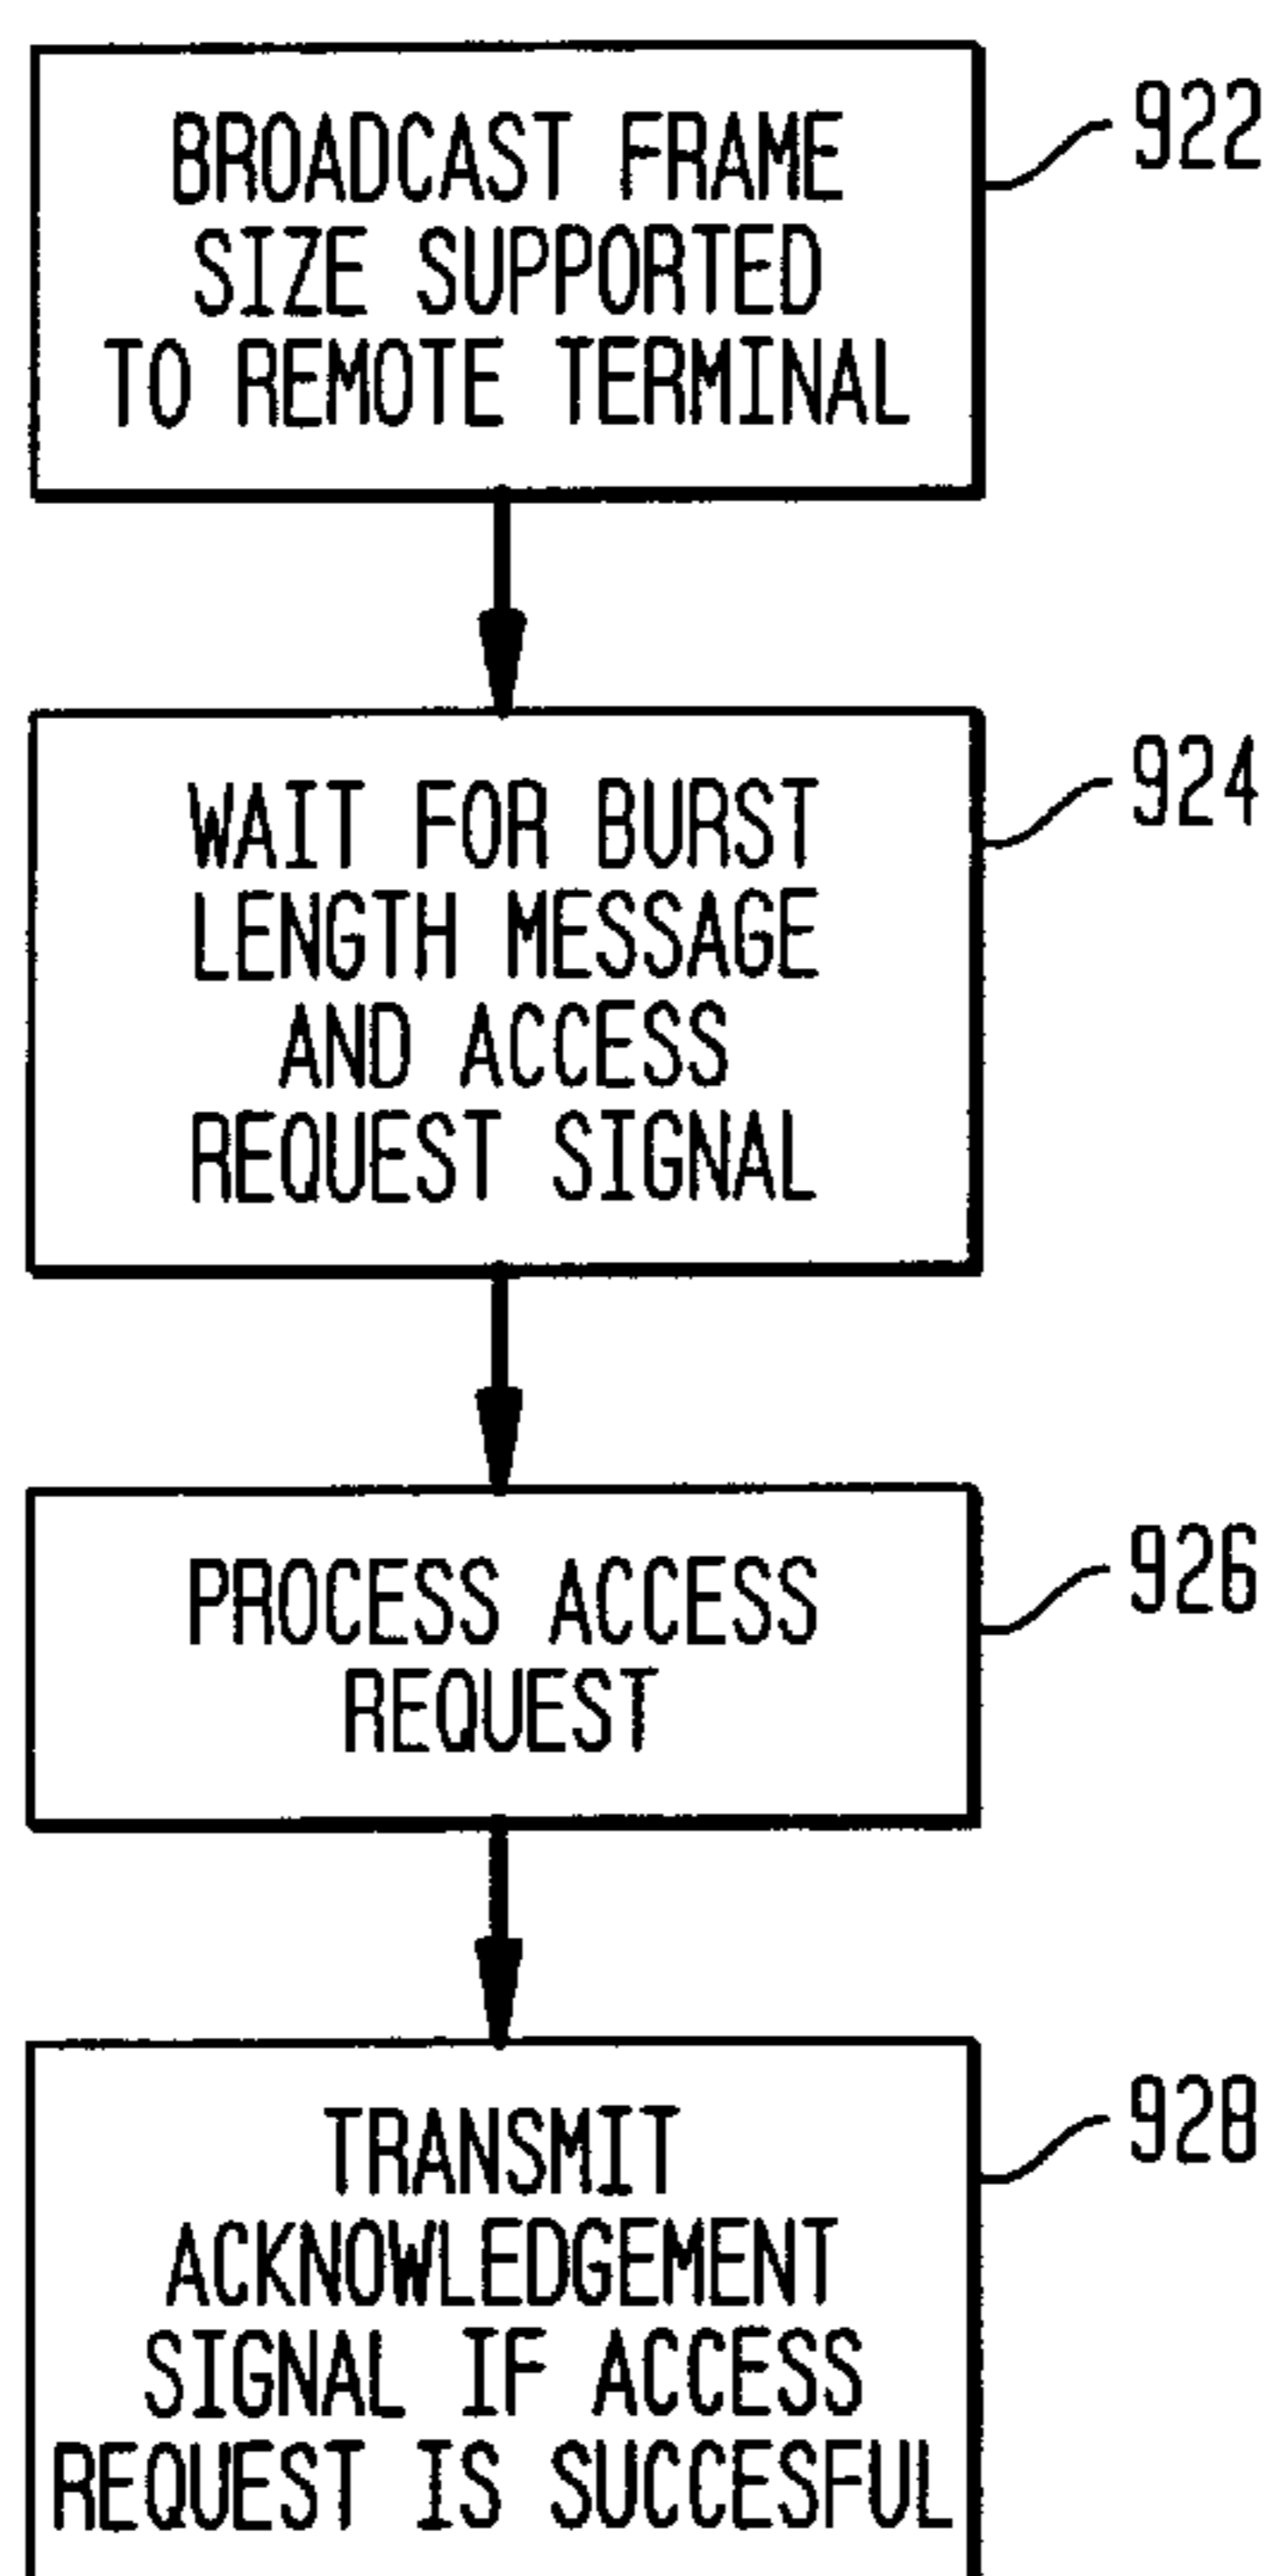 BROADCAST FRAME
SIZE SUPPORTED
TO REMOTE TERMINAL
922
WAIT FOR BURST
LENGTH MESSAGE
AND ACCESS
REQUEST SIGNAL
924
PROCESS ACCESS
REQUEST
926
TRANSMIT
ACKNOWLEDGEMENT
SIGNAL IF ACCESS
REQUEST IS SUCCESFUL
928